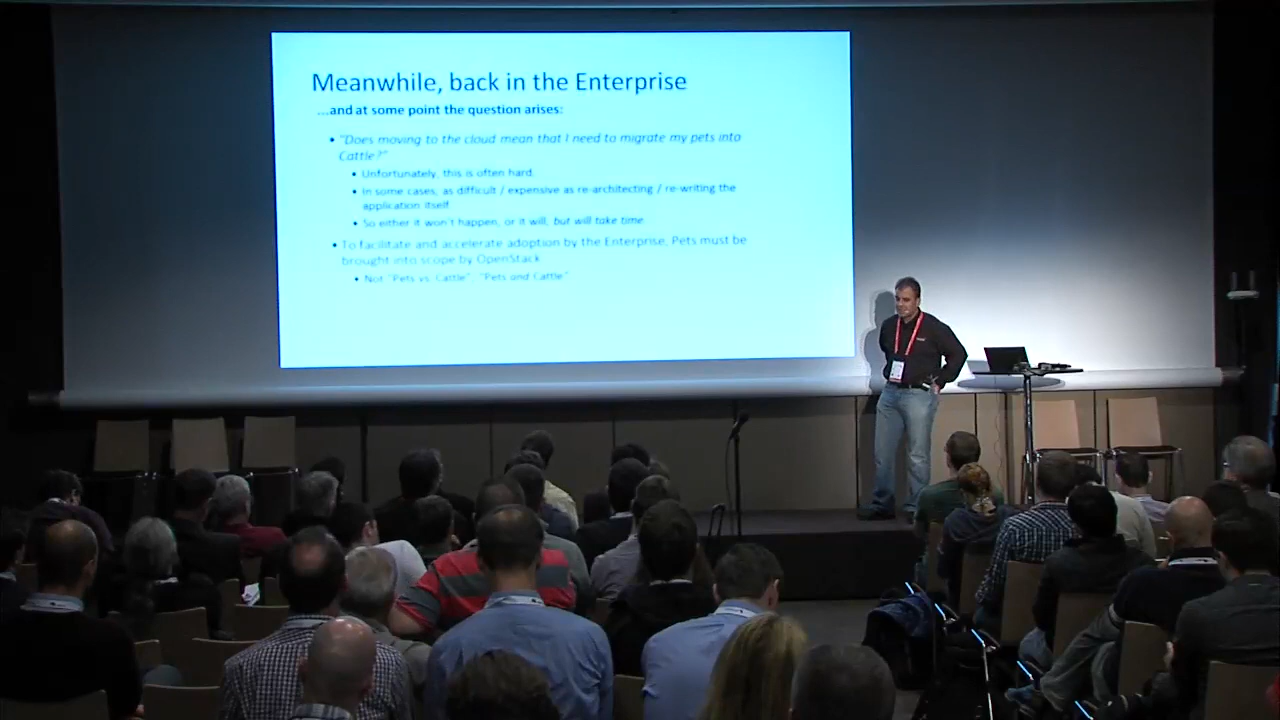 Meanwhile, back in the Enterprise
...and at some point the question arises:
• "Does moving to the cloud mean that I need to migrate my pets into
Cattle?"
• Unfortunately, this is often hard.
• In some cases, as difficult / expensive as re-architecting / re-writing the
application itself
• So either it won't happen, or it will, but will take time.
• To facilitate and accelerate adoption by the Enterprise, Pets must be
brought into scope by OpenStack
• Not "Pets vs. Cattle", "Pets and Cattle"